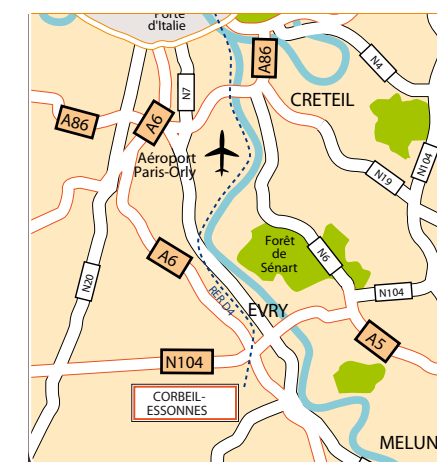 Porte
d'Italie
A86
N4
N7
CRETEIL
A86
A6
Aéroport
Paris-Orly
N104
N19
Forêt
de
Sénart
N6
A6
N20
RER D4
N104
EVRY
A5
N104
CORBEIL-
ESSONNES
MELUN